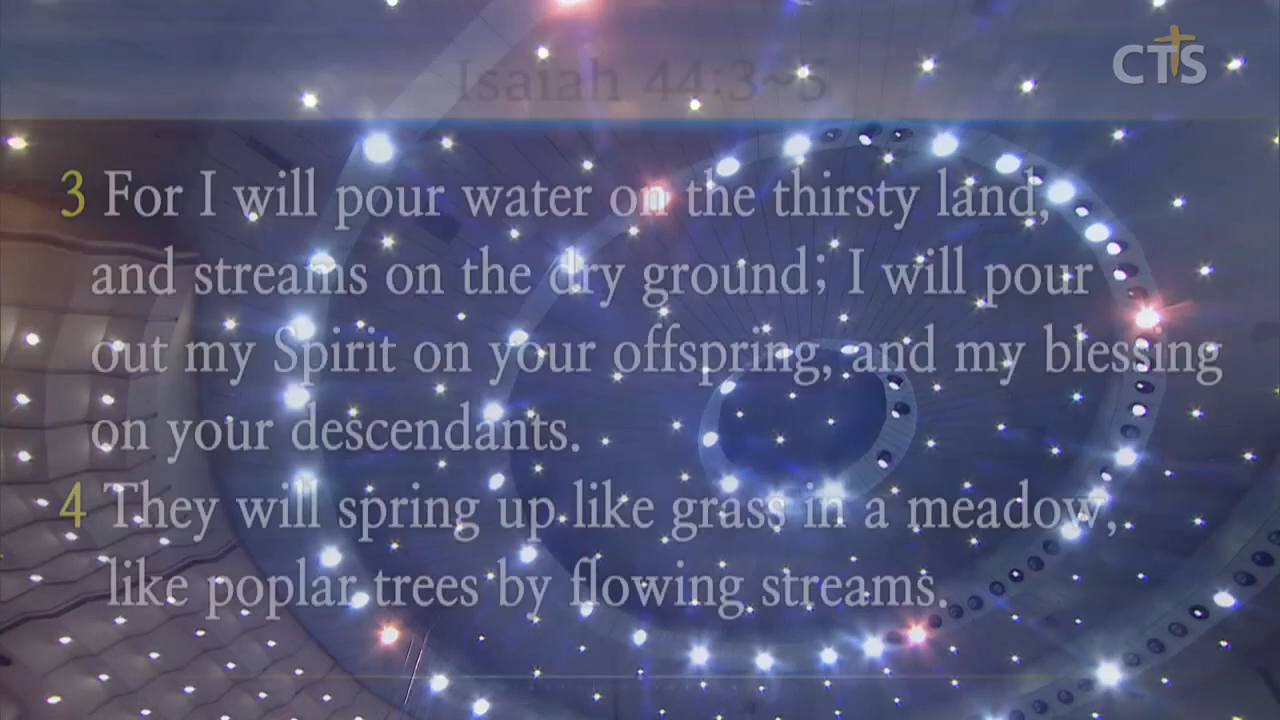 CTS
Isaiah 44:3~5
3 For I will pour water on the thirsty land,
and streams on the dry ground; I will pour
out my Spirit on your offspring, and my blessing
on your descendants.
4 They will spring up like grass in a meadow,
like poplar trees by flowing streams.